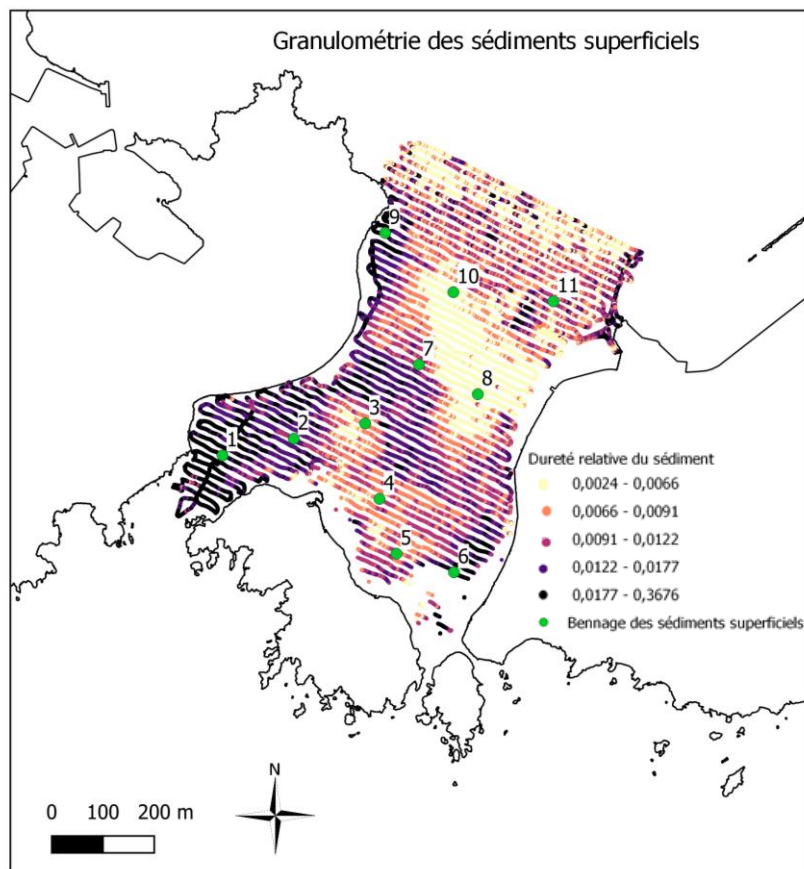 Granulométrie des sédiments superficiels
9
10
11
7
8
3
2
1
4
5
6
Dureté relative du sédiment
0,0024 - 0,0066
0,0066 - 0,0091
0,0091 - 0,0122
0,0122 - 0,0177
0,0177 - 0,3676
Bennage des sédiments superficiels
N
0 100 200 m